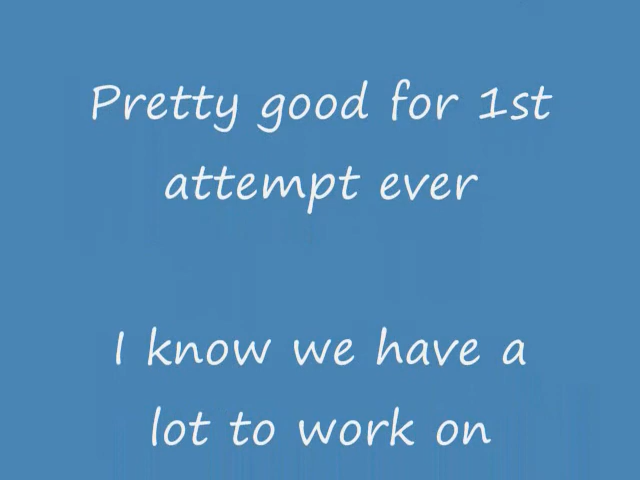 Pretty good for 1st
attempt ever
I know we have a
lot to work on